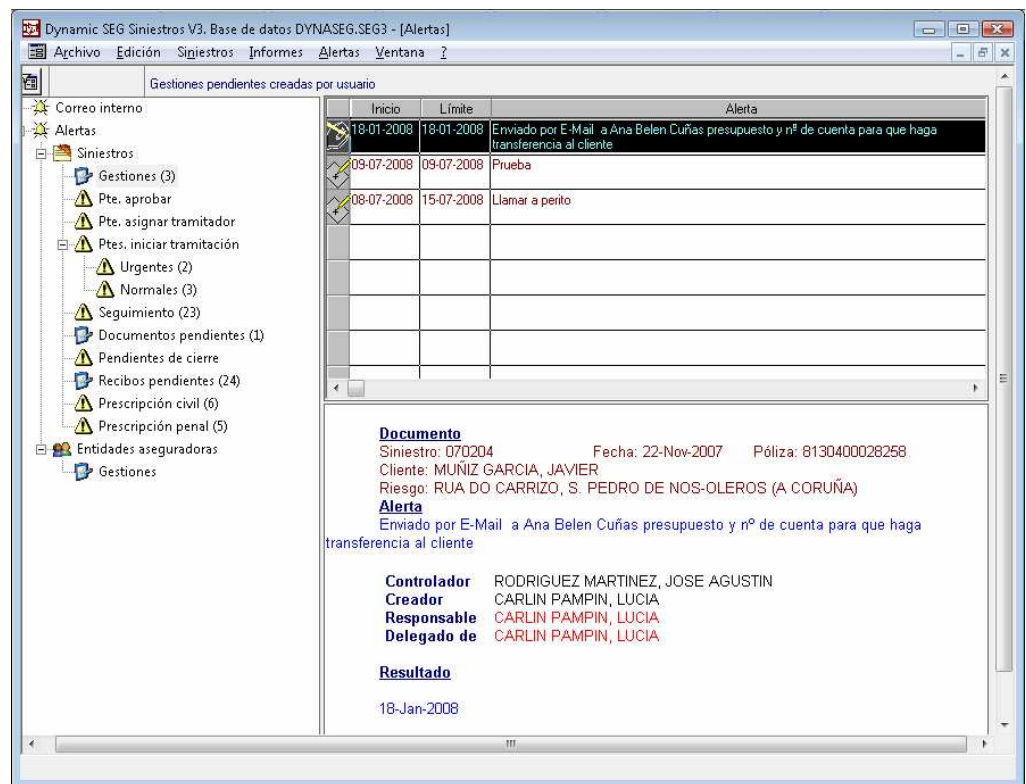 Dynamic SEG Siniestros V3. Base de datos DYNASEG.SEG3 - [Alertas]
Archivo Edición Siniestros Informes Alertas Ventana ?
Gestiones pendientes creadas por usuario
Correo interno
Alertas
Siniestros
Gestiones (3)
Pte. aprobar
Pte. asignar tramitador
Ptes. iniciar tramitación
Urgentes (2)
Normales (3)
Seguimiento (23)
Documentos pendientes (1)
Pendientes de cierre
Recibos pendientes (24)
Prescripción civil (6)
Prescripción penal (5)
Entidades aseguradoras
Gestiones
Inicio Límite Alerta
18-01-2008 18-01-2008 Enviado por E-Mail a Ana Belen Cuñas presupuesto y nº de cuenta para que haga
transferencia al cliente
09-07-2008 09-07-2008 Prueba
08-07-2008 15-07-2008 Llamar a perito
Documento
Siniestro: 070204 Fecha: 22-Nov-2007 Póliza: 8130400028258
Cliente: MUÑIZ GARCIA, JAVIER
Riesgo: RUA DO CARRIZO, S. PEDRO DE NOS-OLEROS (A CORUÑA)
Alerta
Enviado por E-Mail a Ana Belen Cuñas presupuesto y nº de cuenta para que haga
transferencia al cliente
Controlador RODRIGUEZ MARTINEZ, JOSE AGUSTIN
Creador CARLIN PAMPIN, LUCIA
Responsable CARLIN PAMPIN, LUCIA
Delegado de CARLIN PAMPIN, LUCIA
Resultado
18-Jan-2008